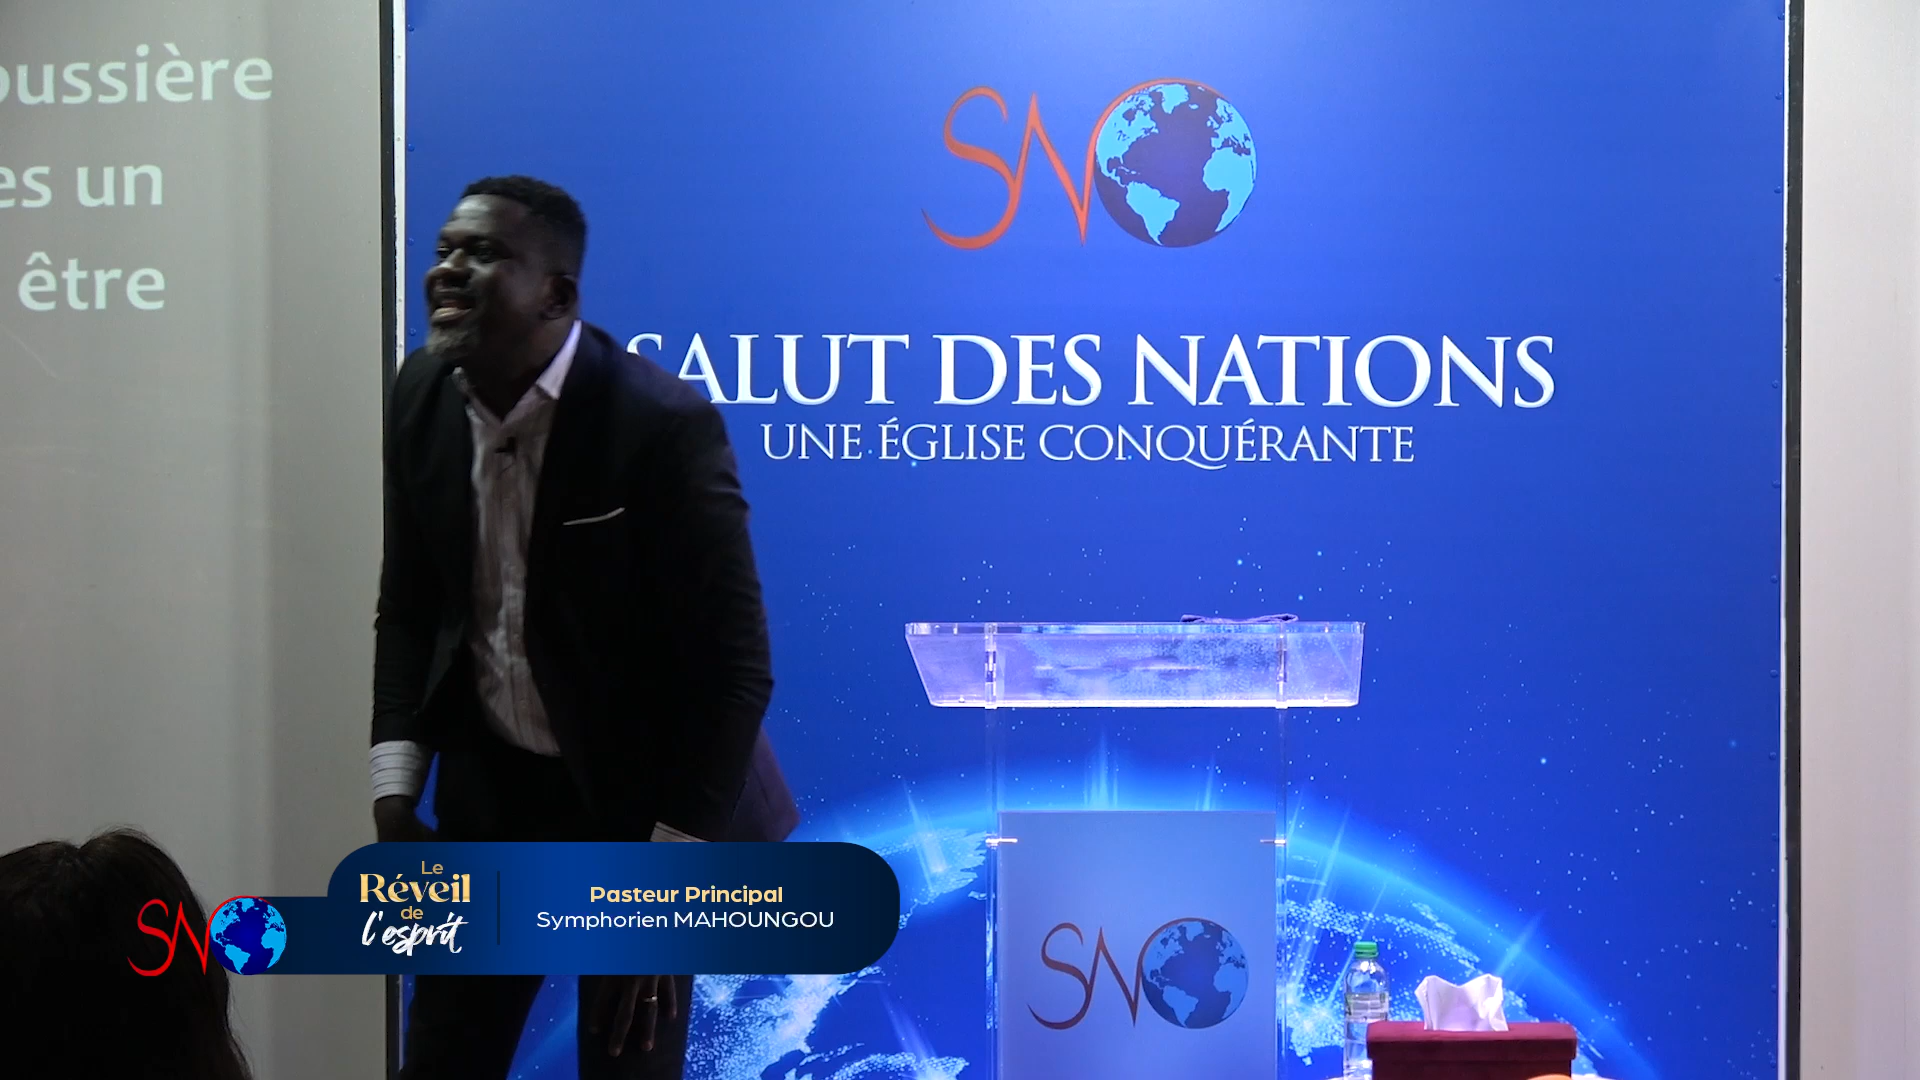 oussière
es un
être
SN
SALUT DES NATIONS
UNE ÉGLISE CONQUÉRANTE
SN
SN
Le
Réveil
de
l'esprit
Pasteur Principal
Symphorien MAHOUNGOU